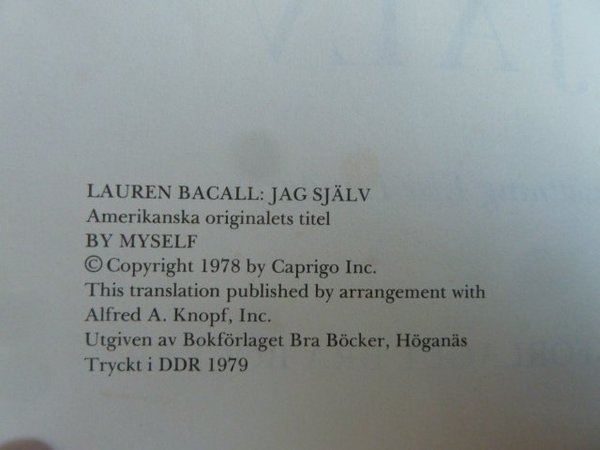 LAUREN BACALL: JAG SJÄLV
Amerikanska originalets titel
BY MYSELF
© Copyright 1978 by Caprigo Inc.
This translation published by arrangement with
Alfred A. Knopf, Inc.
Utgiven av Bokförlaget Bra Böcker, Höganäs
Tryckt i DDR 1979